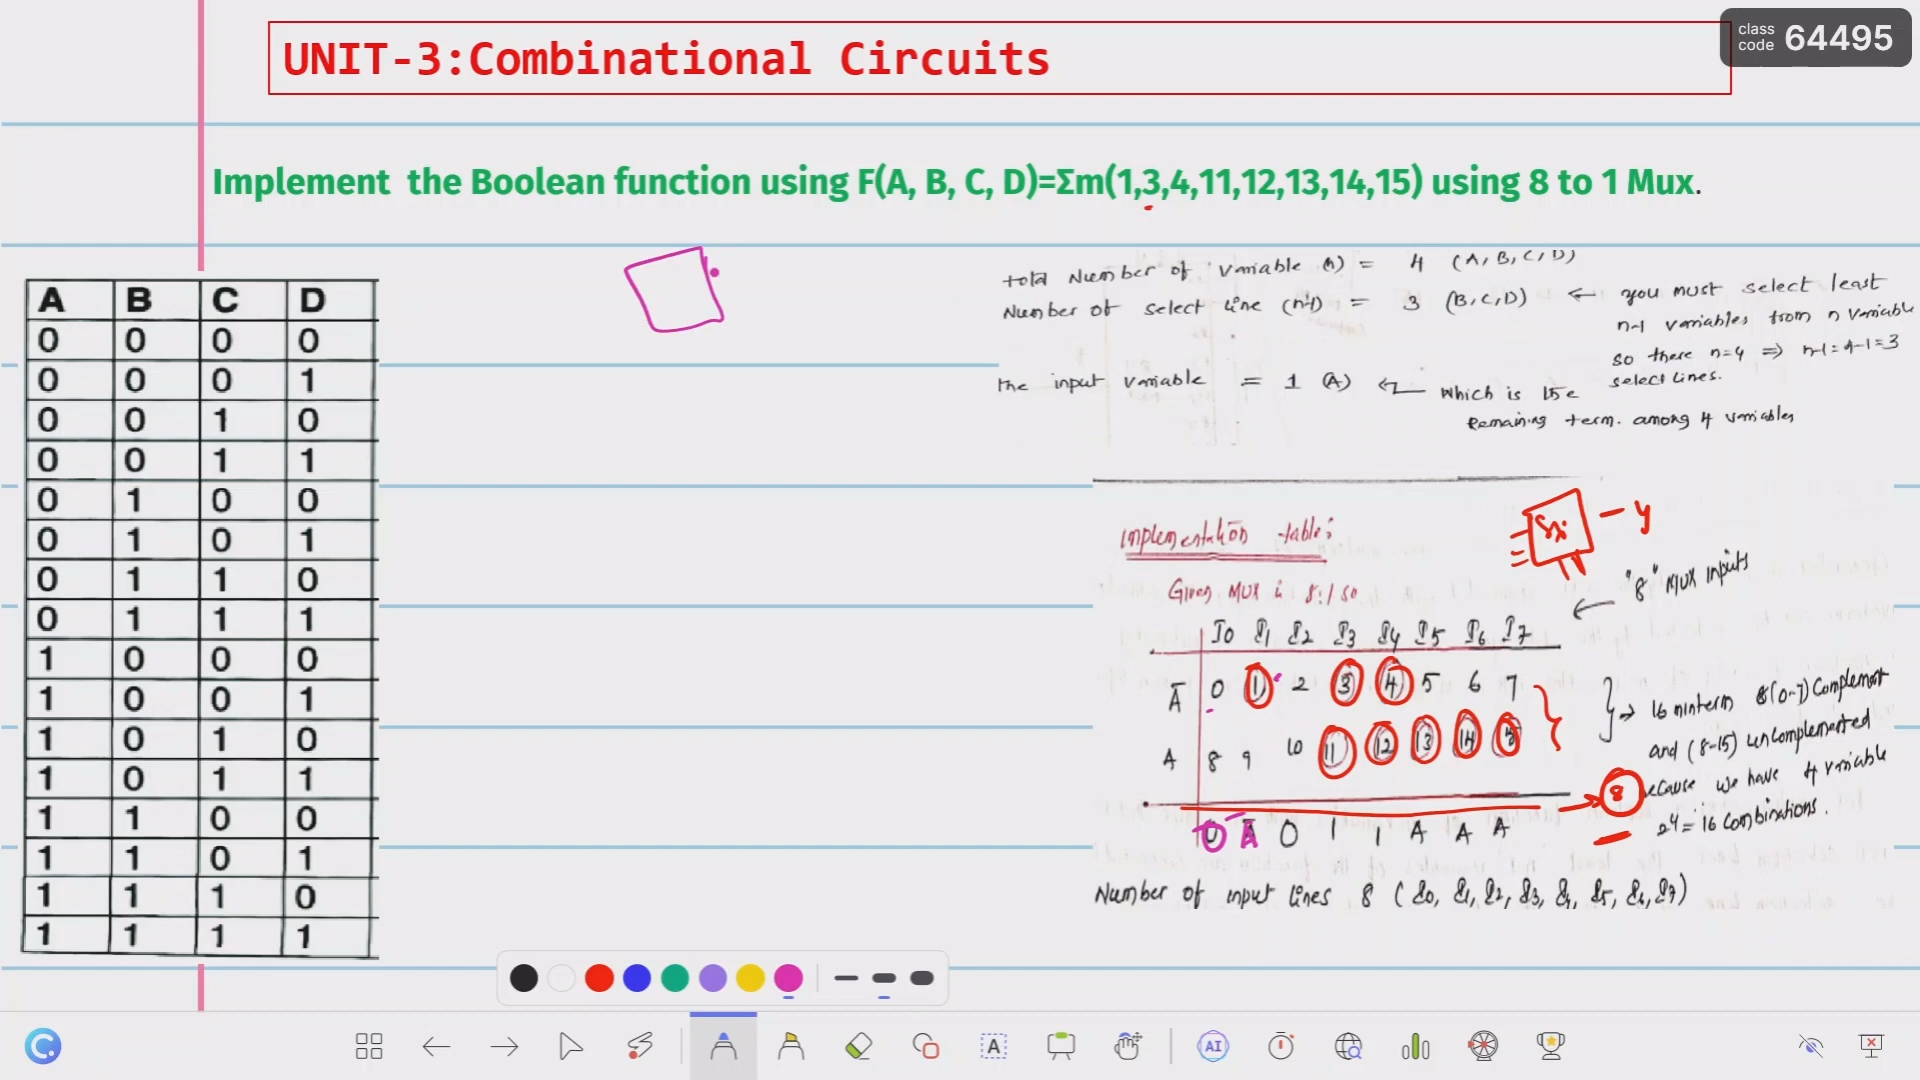 class code 64495
UNIT-3:Combinational Circuits
Implement the Boolean function using F(A, B, C, D)=Σm(1,3,4,11,12,13,14,15) using 8 to 1 Mux.
A B C D
0 0 0 0
0 0 0 1
0 0 1 0
0 0 1 1
0 1 0 0
0 1 0 1
0 1 1 0
0 1 1 1
1 0 0 0
1 0 0 1
1 0 1 0
1 0 1 1
1 1 0 0
1 1 0 1
1 1 1 0
1 1 1 1
total Number of variable (n) = 4 (A, B, C, D)
Number of select line (n-1) = 3 (B, C, D) ← you must select least
n-1 variables from n variable
so there n=4 ⇒ n-1=4-1=3
select lines.
the input variable = 1 (A) ← which is the
Remaining term. among 4 variables
Implementation table:
y
Given MUX is 8:1 so
← "8" MUX inputs
I0 I1 I2 I3 I4 I5 I6 I7
Ā 0 1 2 3 4 5 6 7
A 8 9 10 11 12 13 14 15
} → 16 minterm 8(0-7) Complement
and (8-15) uncomplemented
ecause we have 4 variable
2⁴ = 16 combinations.
8
0 Ā 0 1 1 A A A
Number of input lines 8 (I0, I1, I2, I3, I4, I5, I6, I7)
A
AI